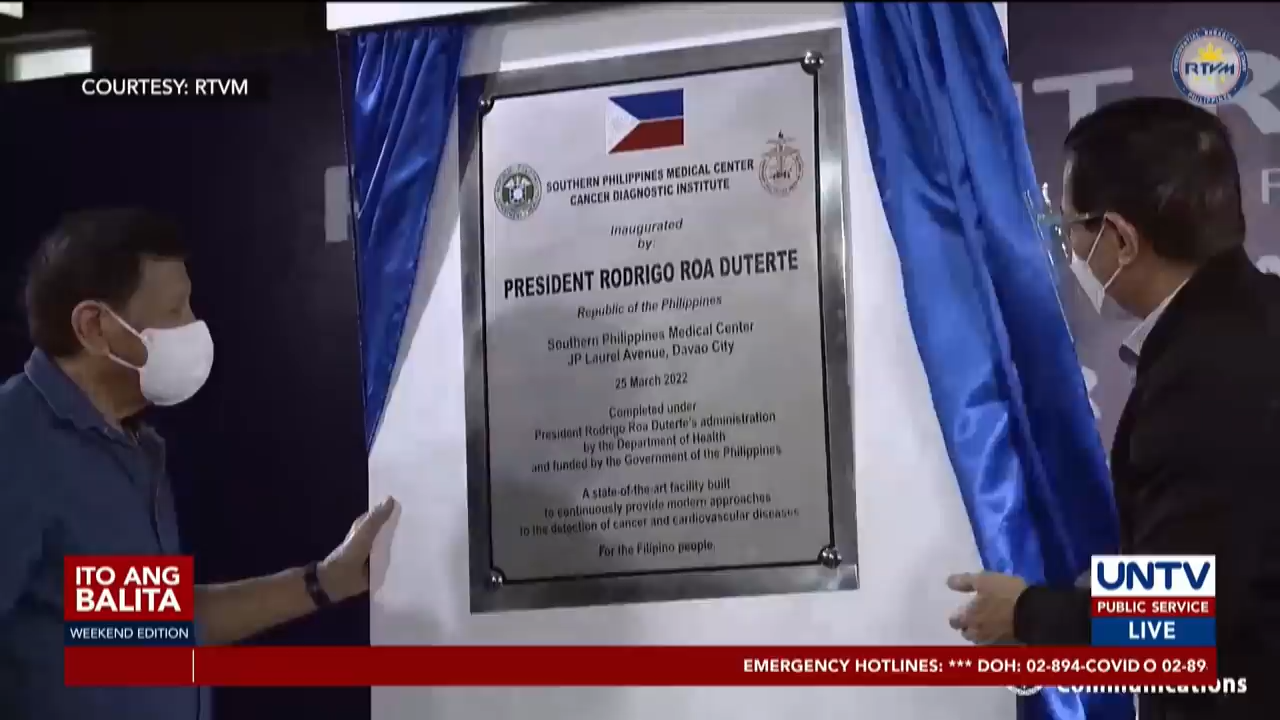 COURTESY: RTVM
RTVM
SOUTHERN PHILIPPINES MEDICAL CENTER
CANCER DIAGNOSTIC INSTITUTE
Inaugurated
by:
PRESIDENT RODRIGO ROA DUTERTE
Republic of the Philippines
Southern Philippines Medical Center
JP Laurel Avenue, Davao City
25 March 2022
Completed under
President Rodrigo Roa Duterte's administration
by the Department of Health
and funded by the Government of the Philippines
A state-of-the-art facility built
to continuously provide modern approaches
to the detection of cancer and cardiovascular diseases
For the Filipino people.
ITO ANG
BALITA
WEEKEND EDITION
UNTV
PUBLIC SERVICE
LIVE
EMERGENCY HOTLINES: *** DOH: 02-894-COVID O 02-89
Communications